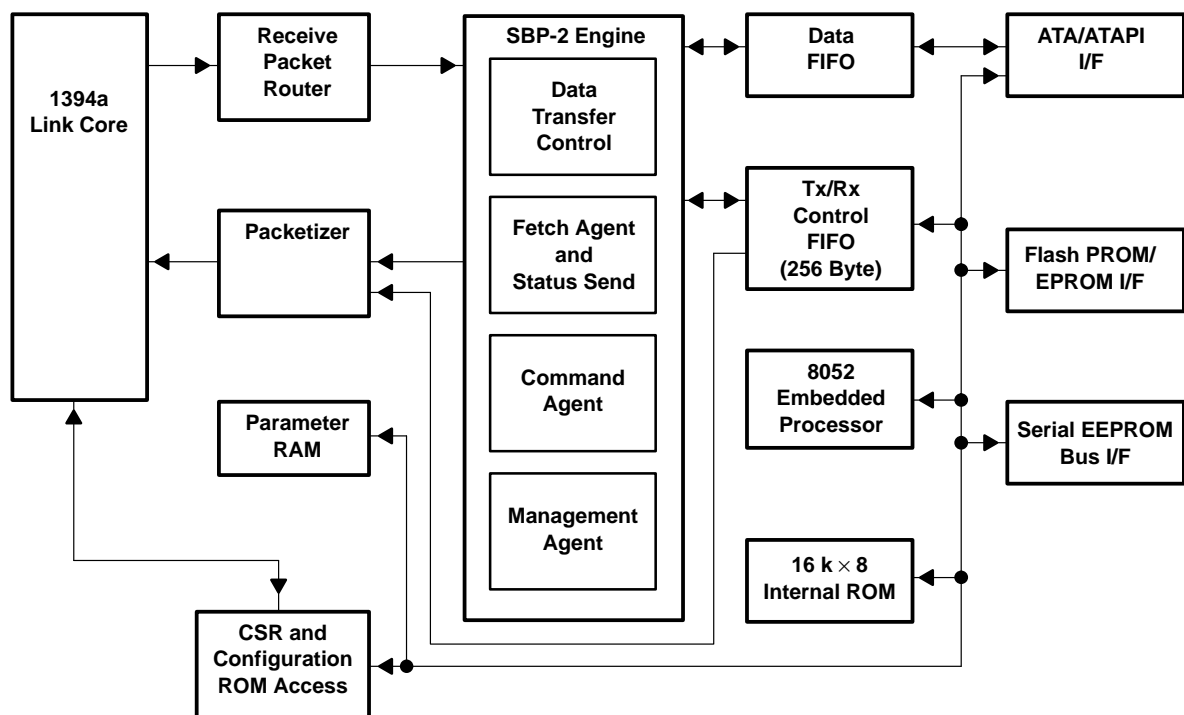 1394a
Link Core
Receive
Packet
Router
Packetizer
Parameter
RAM
CSR and
Configuration
ROM Access
SBP-2 Engine
Data
Transfer
Control
Fetch Agent
and
Status Send
Command
Agent
Management
Agent
Data
FIFO
Tx/Rx
Control
FIFO
(256 Byte)
8052
Embedded
Processor
16 k × 8
Internal ROM
ATA/ATAPI
I/F
Flash PROM/
EPROM I/F
Serial EEPROM
Bus I/F